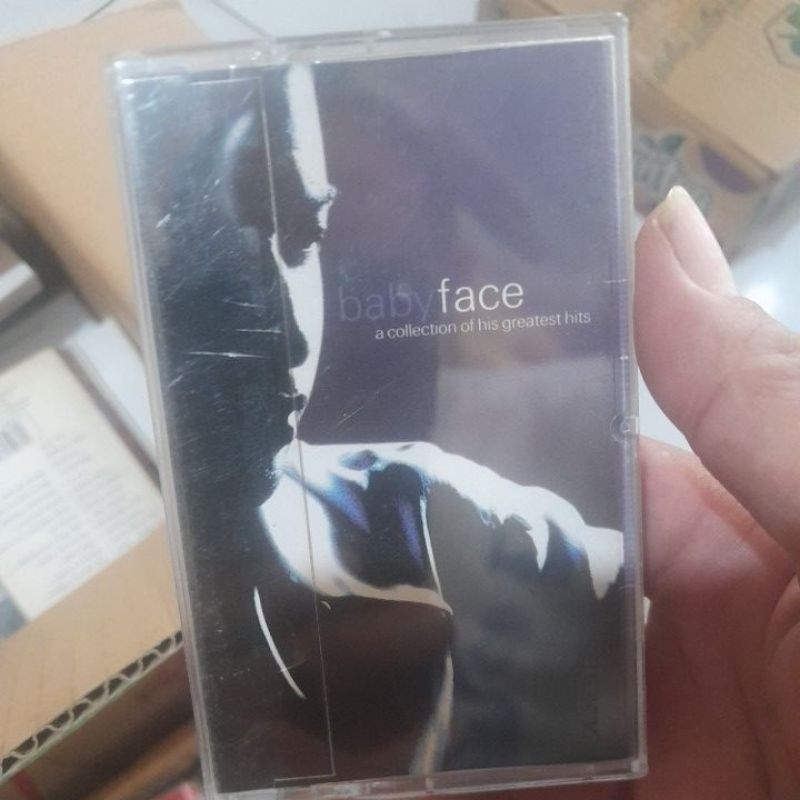 babyface
a collection of his greatest hits